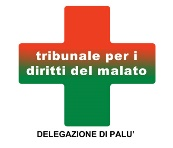 tribunale per i
diritti del malato
DELEGAZIONE DI PALU'